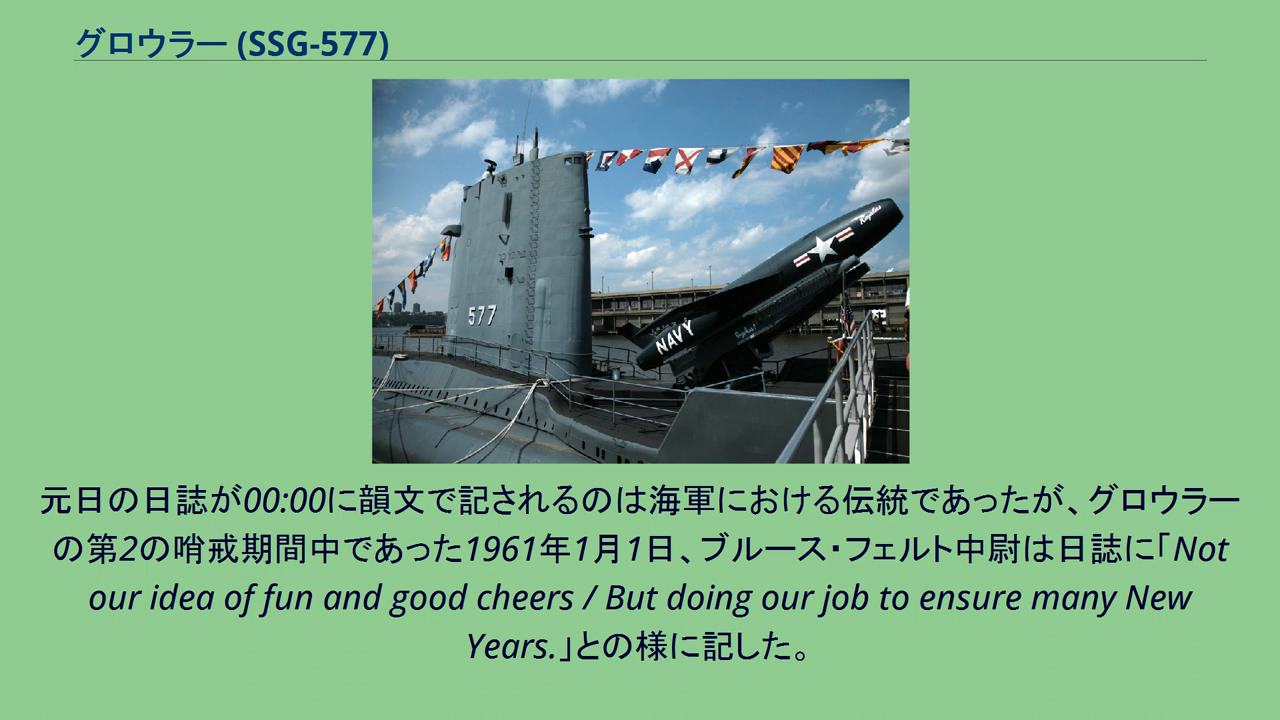 グロウラー (SSG-577)
577
NAVY
Regulus
元日の日誌が00:00に韻文で記されるのは海軍における伝統であったが、グロウラー
の第2の哨戒期間中であった1961年1月1日、ブルース・フェルト中尉は日誌に「Not
our idea of fun and good cheers / But doing our job to ensure many New
Years.」との様に記した。